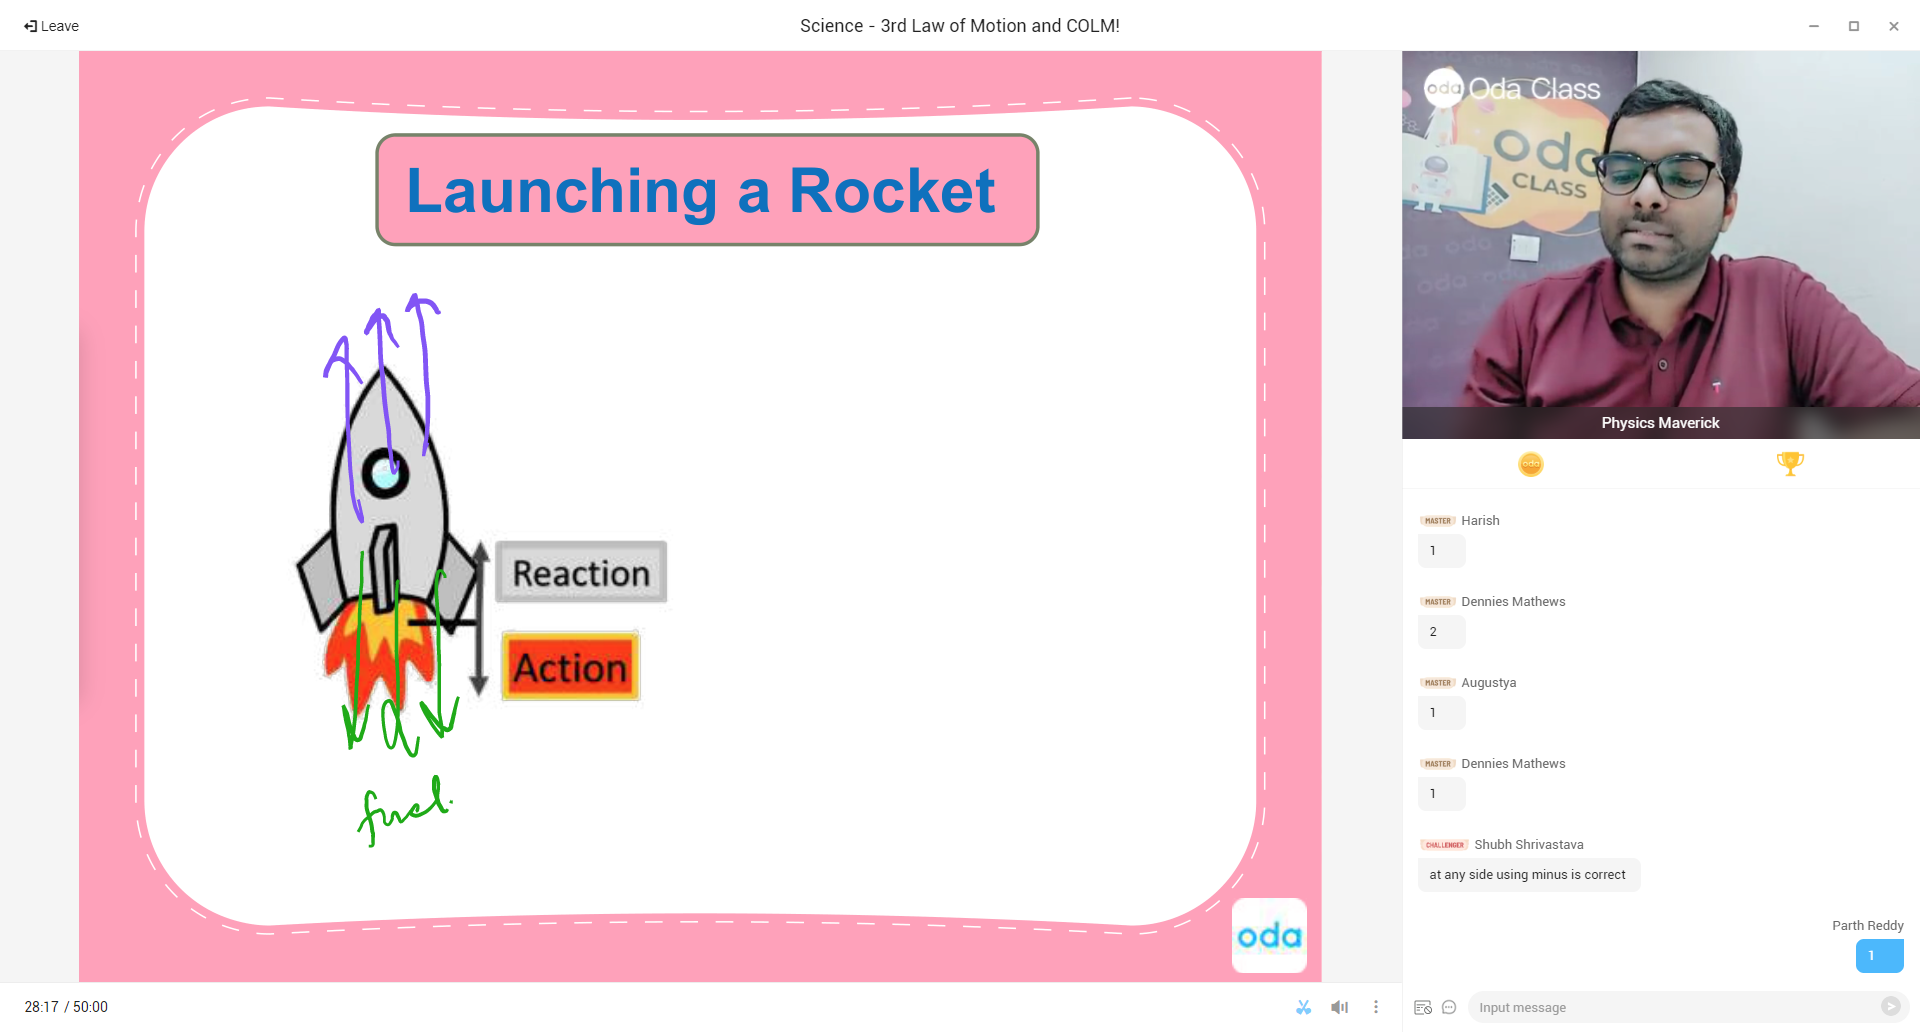 Leave
Science - 3rd Law of Motion and COLM!
Launching a Rocket
Reaction
Action
fuel.
oda
28:17 / 50:00
oda Oda Class
oda
CLASS
Physics Maverick
oda
MASTER Harish
1
MASTER Dennies Mathews
2
MASTER Augustya
1
MASTER Dennies Mathews
1
CHALLENGER Shubh Shrivastava
at any side using minus is correct
Parth Reddy
1
Input message